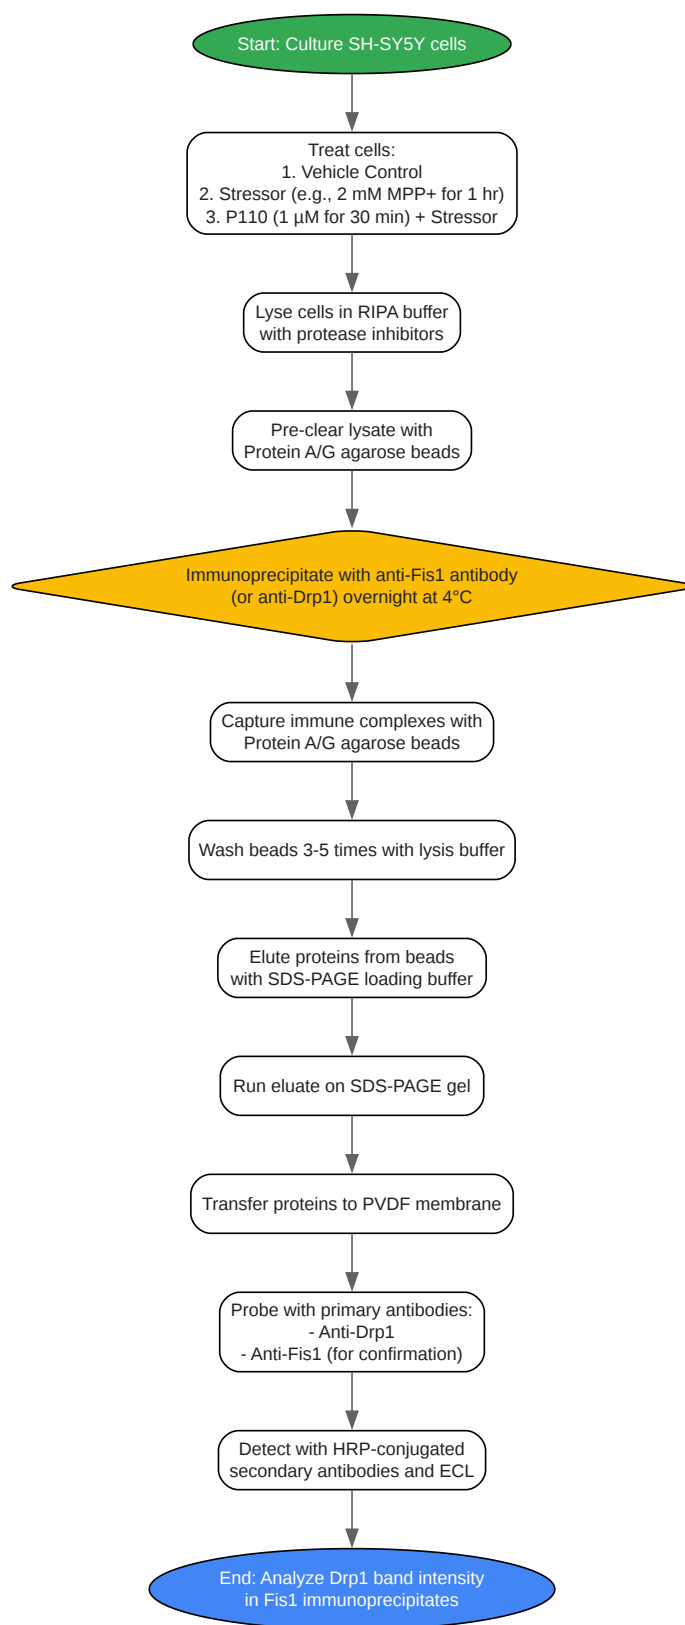 Start: Culture SH-SY5Y cells
Treat cells:
1. Vehicle Control
2. Stressor (e.g., 2 mM MPP+ for 1 hr)
3. P110 (1 µM for 30 min) + Stressor
Lyse cells in RIPA buffer
with protease inhibitors
Pre-clear lysate with
Protein A/G agarose beads
Immunoprecipitate with anti-Fis1 antibody
(or anti-Drp1) overnight at 4°C
Capture immune complexes with
Protein A/G agarose beads
Wash beads 3-5 times with lysis buffer
Elute proteins from beads
with SDS-PAGE loading buffer
Run eluate on SDS-PAGE gel
Transfer proteins to PVDF membrane
Probe with primary antibodies:
- Anti-Drp1
- Anti-Fis1 (for confirmation)
Detect with HRP-conjugated
secondary antibodies and ECL
End: Analyze Drp1 band intensity
in Fis1 immunoprecipitates